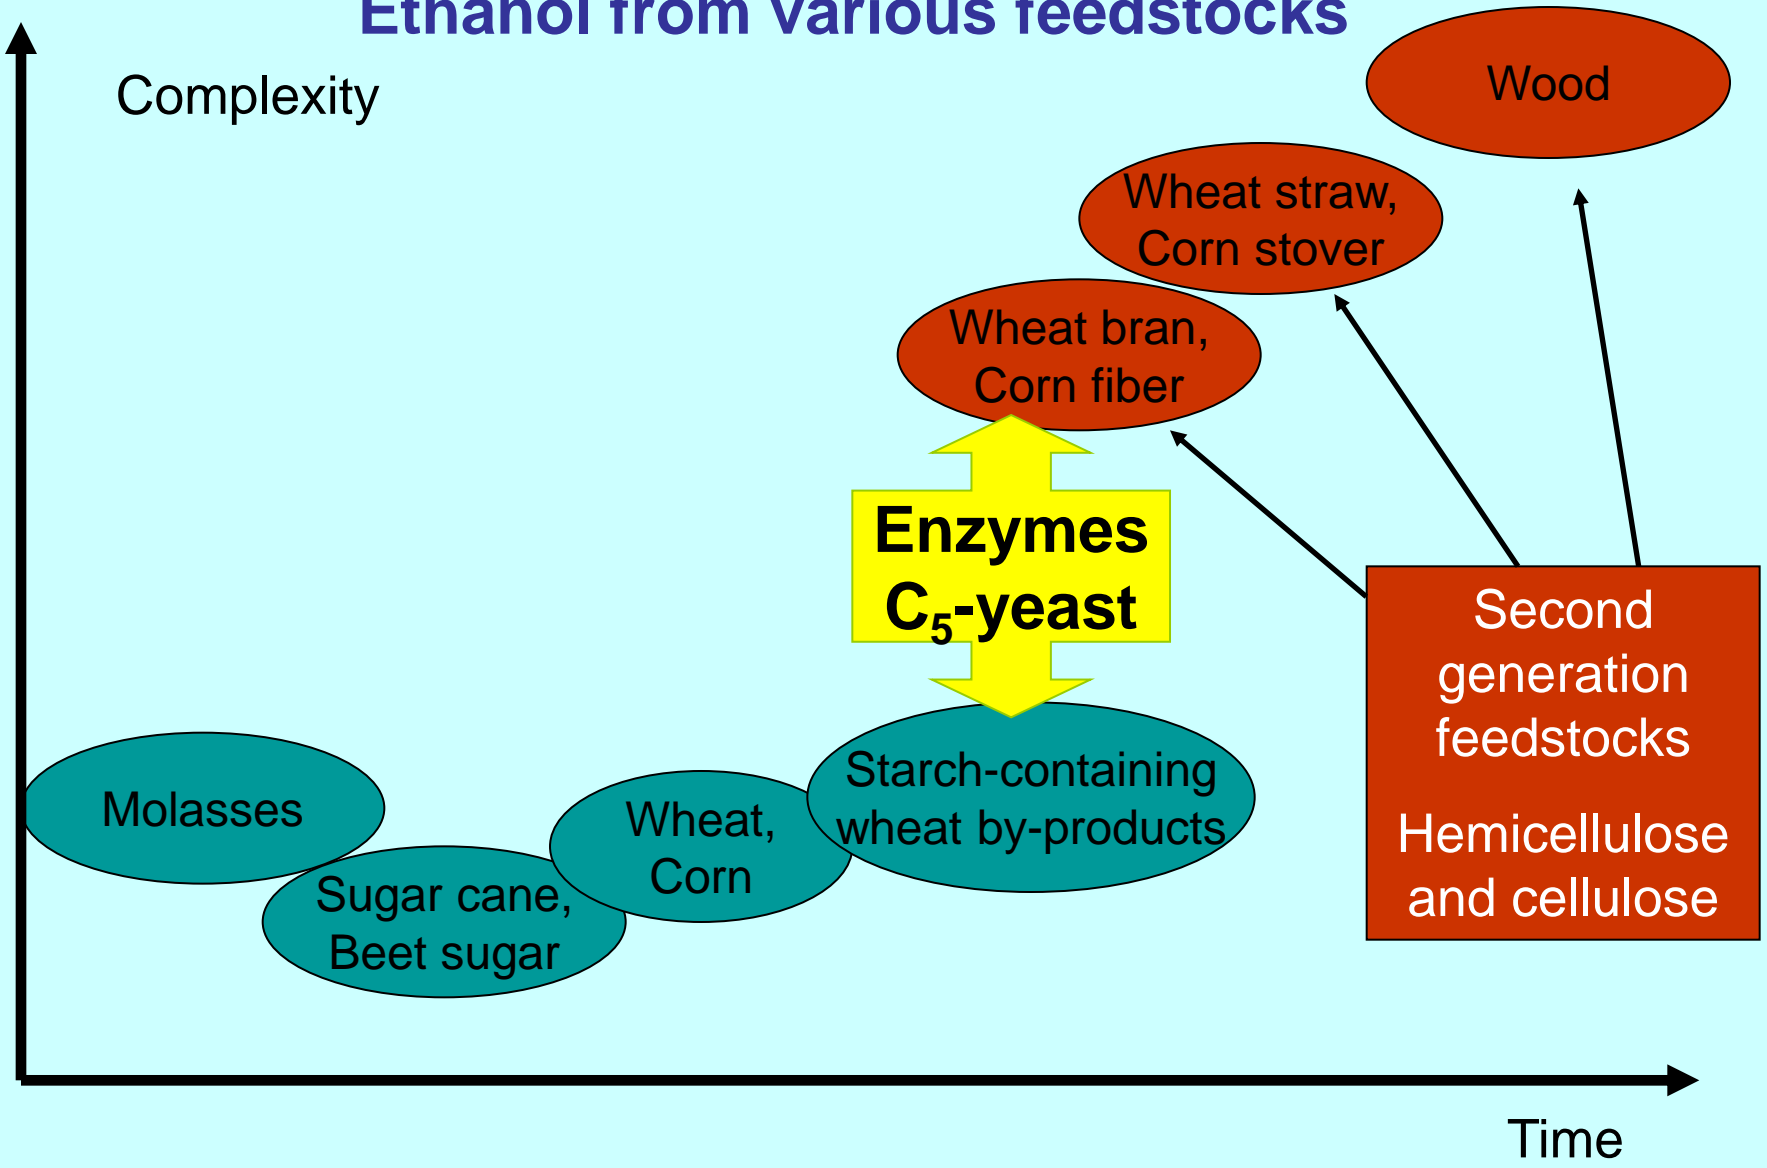 Ethanol from various feedstocks
Complexity
Wood
Wheat straw,
Corn stover
Wheat bran,
Corn fiber
Enzymes
C₅-yeast
Second
generation
feedstocks
Hemicellulose
and cellulose
Molasses
Sugar cane,
Beet sugar
Wheat,
Corn
Starch-containing
wheat by-products
Time